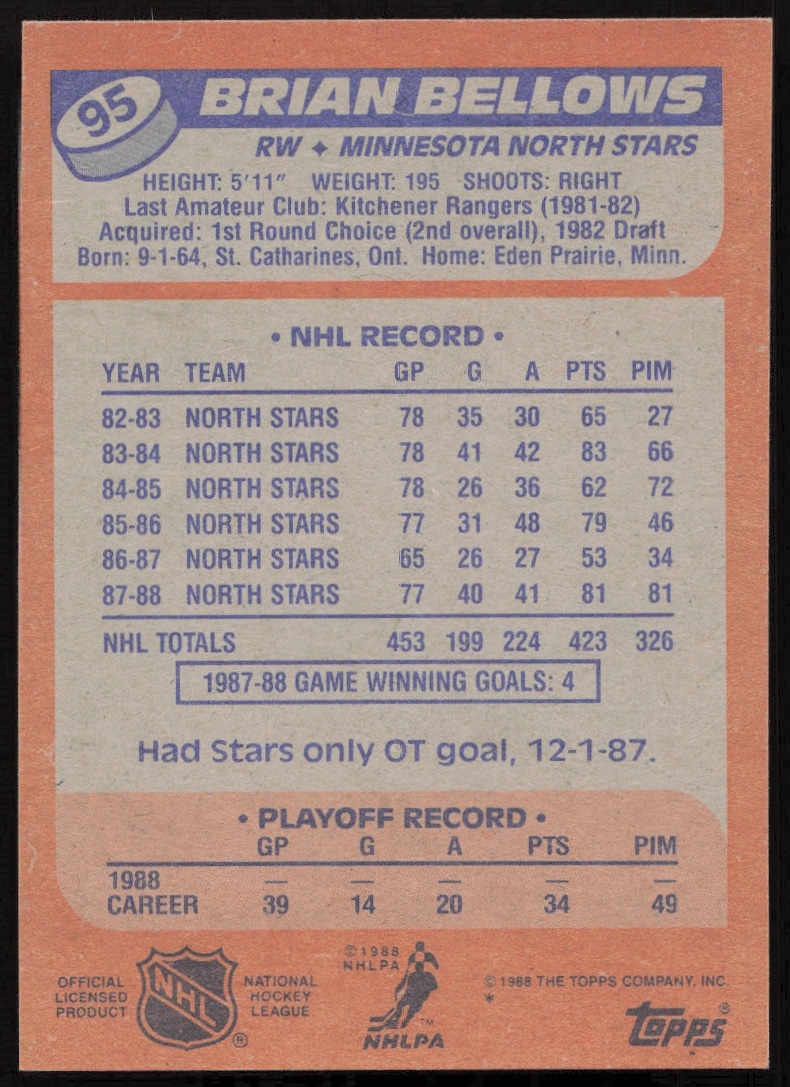 95
BRIAN BELLOWS
RW ✦ MINNESOTA NORTH STARS
HEIGHT: 5'11" WEIGHT: 195 SHOOTS: RIGHT
Last Amateur Club: Kitchener Rangers (1981-82)
Acquired: 1st Round Choice (2nd overall), 1982 Draft
Born: 9-1-64, St. Catharines, Ont. Home: Eden Prairie, Minn.
• NHL RECORD •
YEAR TEAM GP G A PTS PIM
82-83 NORTH STARS 78 35 30 65 27
83-84 NORTH STARS 78 41 42 83 66
84-85 NORTH STARS 78 26 36 62 72
85-86 NORTH STARS 77 31 48 79 46
86-87 NORTH STARS 65 26 27 53 34
87-88 NORTH STARS 77 40 41 81 81
NHL TOTALS 453 199 224 423 326
1987-88 GAME WINNING GOALS: 4
Had Stars only OT goal, 12-1-87.
• PLAYOFF RECORD •
GP G A PTS PIM
1988 — — — — —
CAREER 39 14 20 34 49
OFFICIAL
LICENSED
PRODUCT
NHL
®
NATIONAL
HOCKEY
LEAGUE
©1988
NHLPA
™
NHLPA
©1988 THE TOPPS COMPANY, INC.
*
topps®